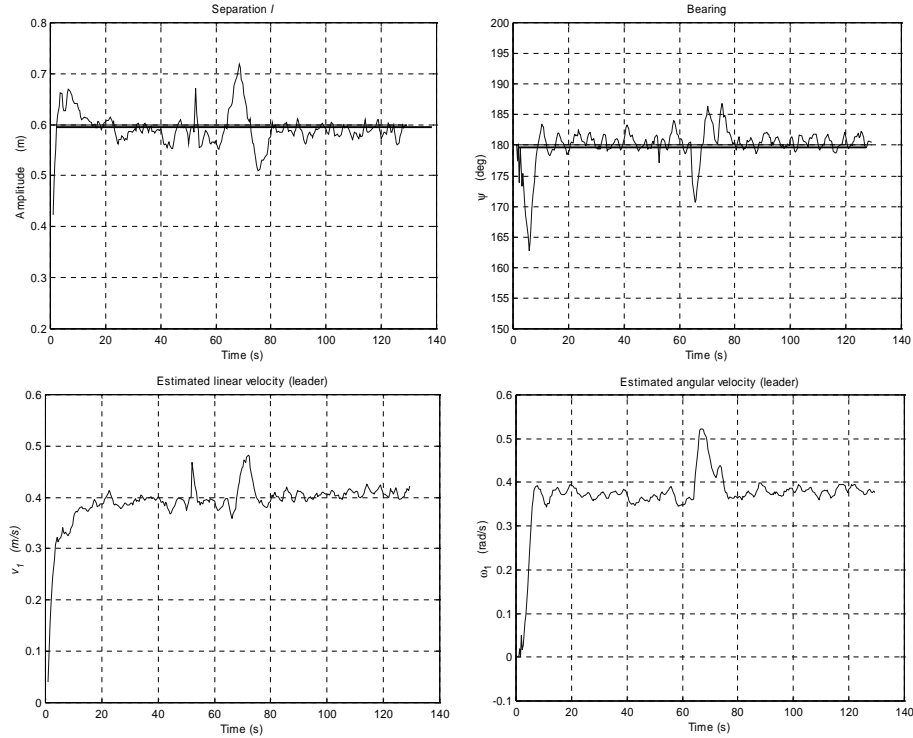 Separation l
0.8
0.7
0.6
0.5
0.4
0.3
0.2
Amplitude (m)
0 20 40 60 80 100 120 140
Time (s)
Bearing
200
195
190
185
180
175
170
165
160
155
150
ψ (deg)
0 20 40 60 80 100 120 140
Time (s)
Estimated linear velocity (leader)
0.6
0.5
0.4
0.3
0.2
0.1
0
v1 (m/s)
0 20 40 60 80 100 120 140
Time (s)
Estimated angular velocity (leader)
0.6
0.5
0.4
0.3
0.2
0.1
0
-0.1
ω1 (rad/s)
0 20 40 60 80 100 120 140
Time (s)